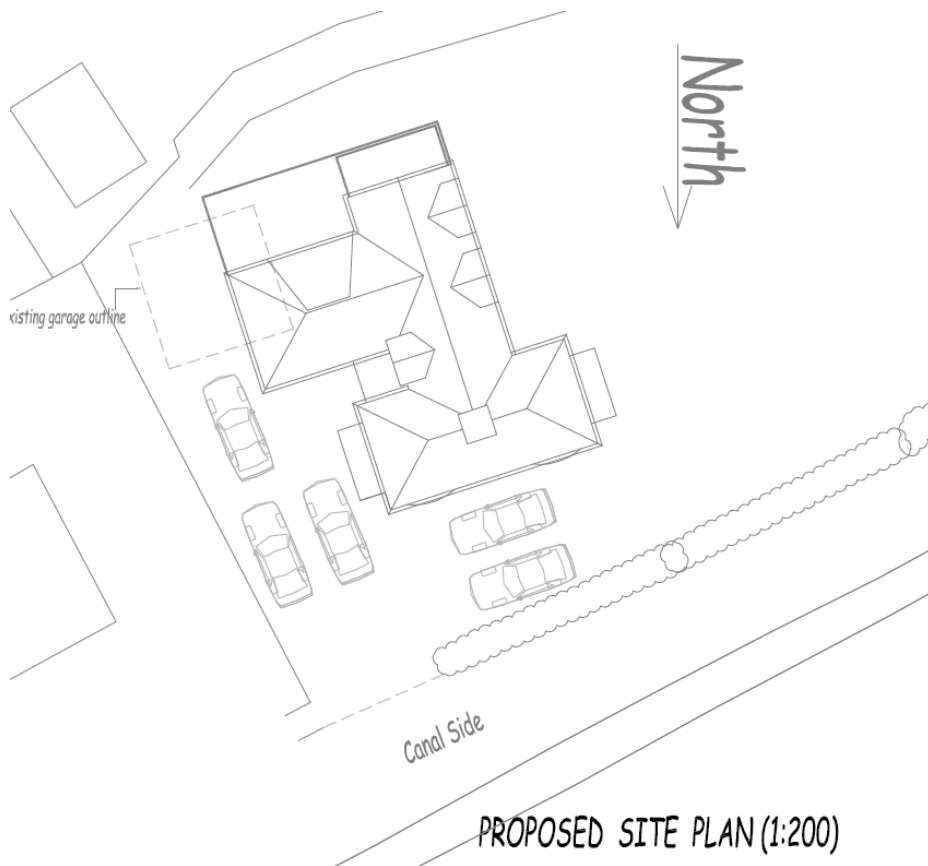 North
xisting garage outline
Canal Side
PROPOSED SITE PLAN (1:200)